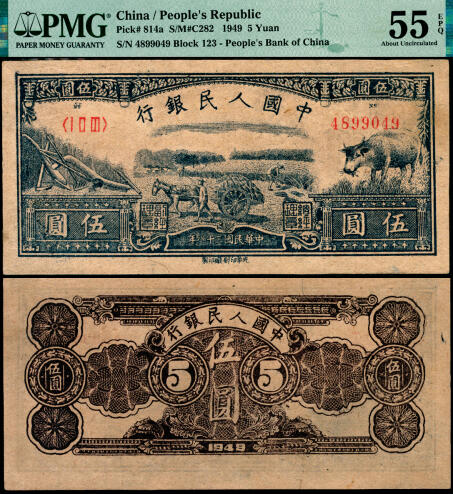 PMG
PAPER MONEY GUARANTY
China / People's Republic
Pick# 814a S/M#C282 1949 5 Yuan
S/N 4899049 Block 123 - People's Bank of China
55 EPQ
About Uncirculated
伍圓
伍圓
中國人民銀行
〈I II III〉
4899049
伍圓
伍圓
中華民國三十八年
中國人民銀行
伍圓
伍圓
5
5
伍圓
1949